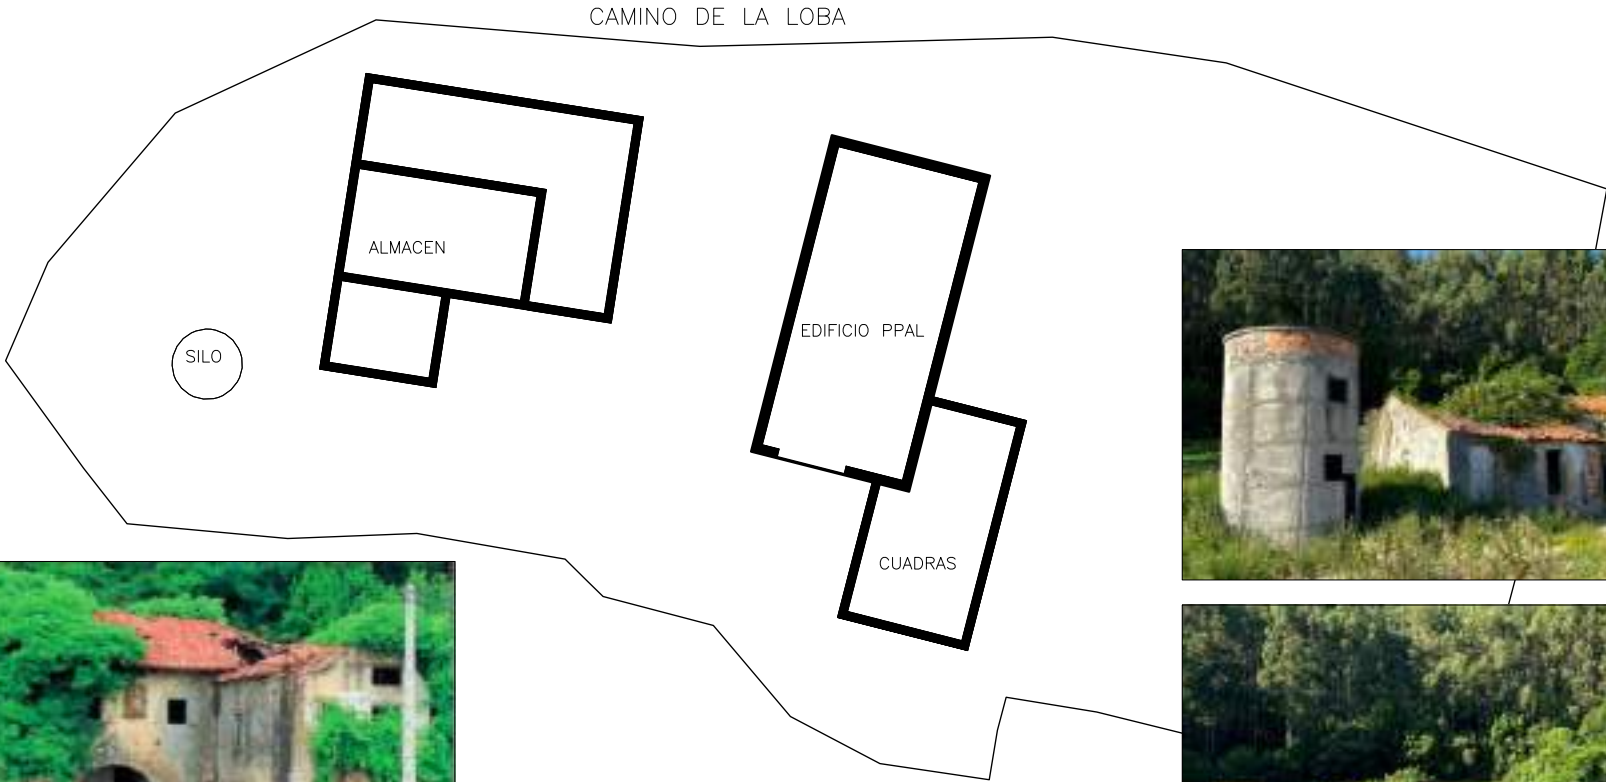 CAMINO DE LA LOBA
ALMACEN
EDIFICIO PPAL
SILO
CUADRAS